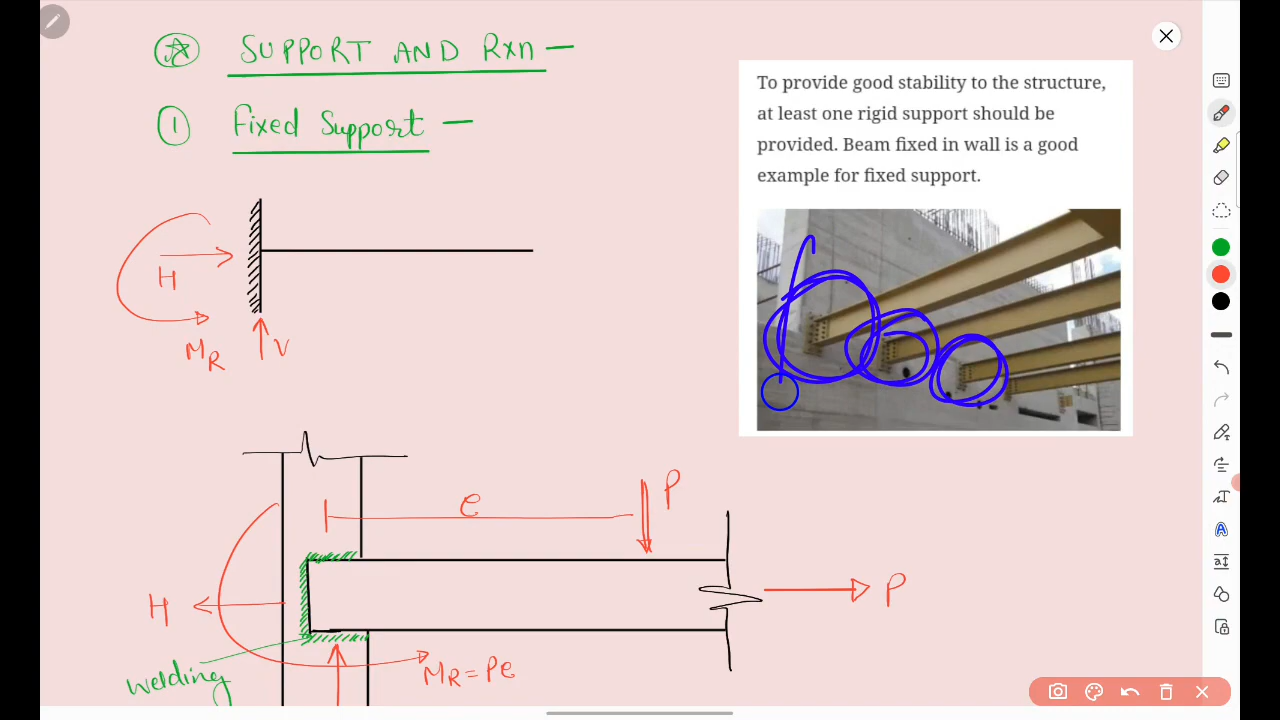 SUPPORT AND Rxn —
① Fixed Support —
H
MR
V
To provide good stability to the structure,
at least one rigid support should be
provided. Beam fixed in wall is a good
example for fixed support.
e
P
H
P
welding
MR = Pe